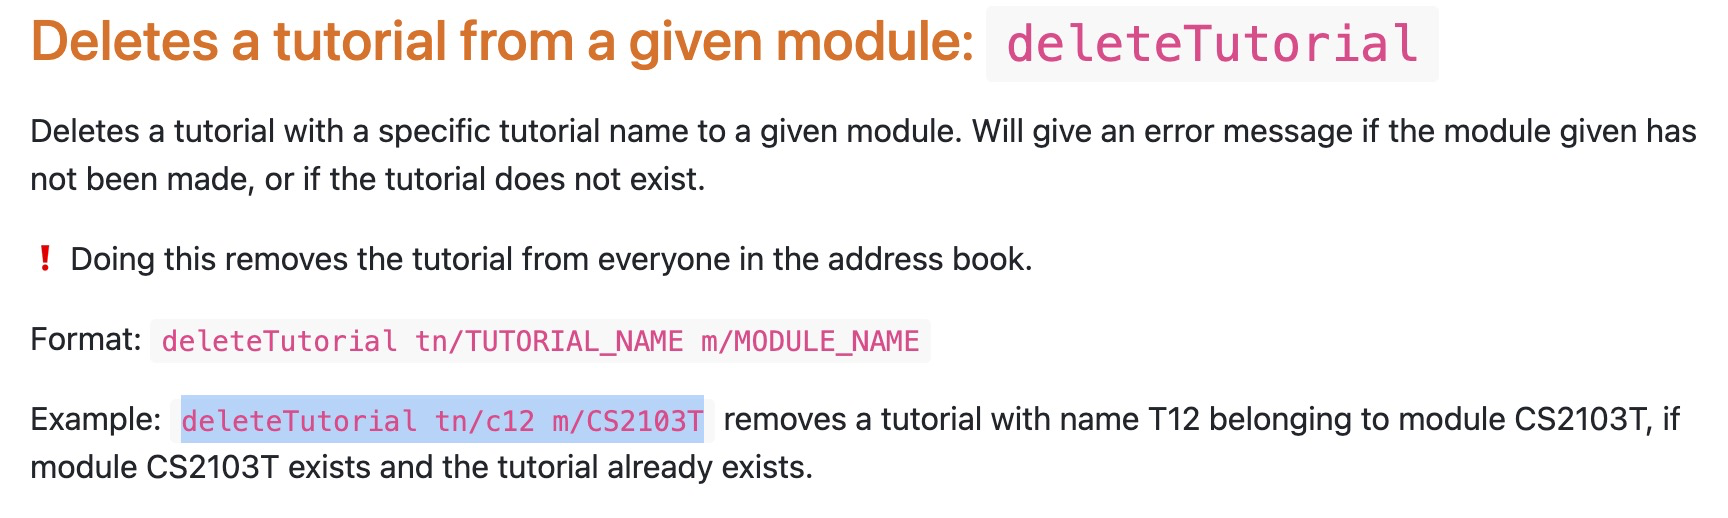 Deletes a tutorial from a given module: deleteTutorial
Deletes a tutorial with a specific tutorial name to a given module. Will give an error message if the module given has
not been made, or if the tutorial does not exist.
❗ Doing this removes the tutorial from everyone in the address book.
Format: deleteTutorial tn/TUTORIAL_NAME m/MODULE_NAME
Example: deleteTutorial tn/c12 m/CS2103T removes a tutorial with name T12 belonging to module CS2103T, if
module CS2103T exists and the tutorial already exists.